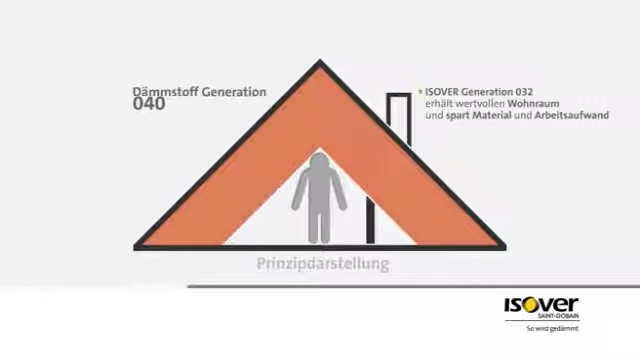 Dämmstoff Generation
040
• ISOVER Generation 032
erhält wertvollen Wohnraum
und spart Material und Arbeitsaufwand
Prinzipdarstellung
ISOVER
SAINT-GOBAIN
So wird gedämmt